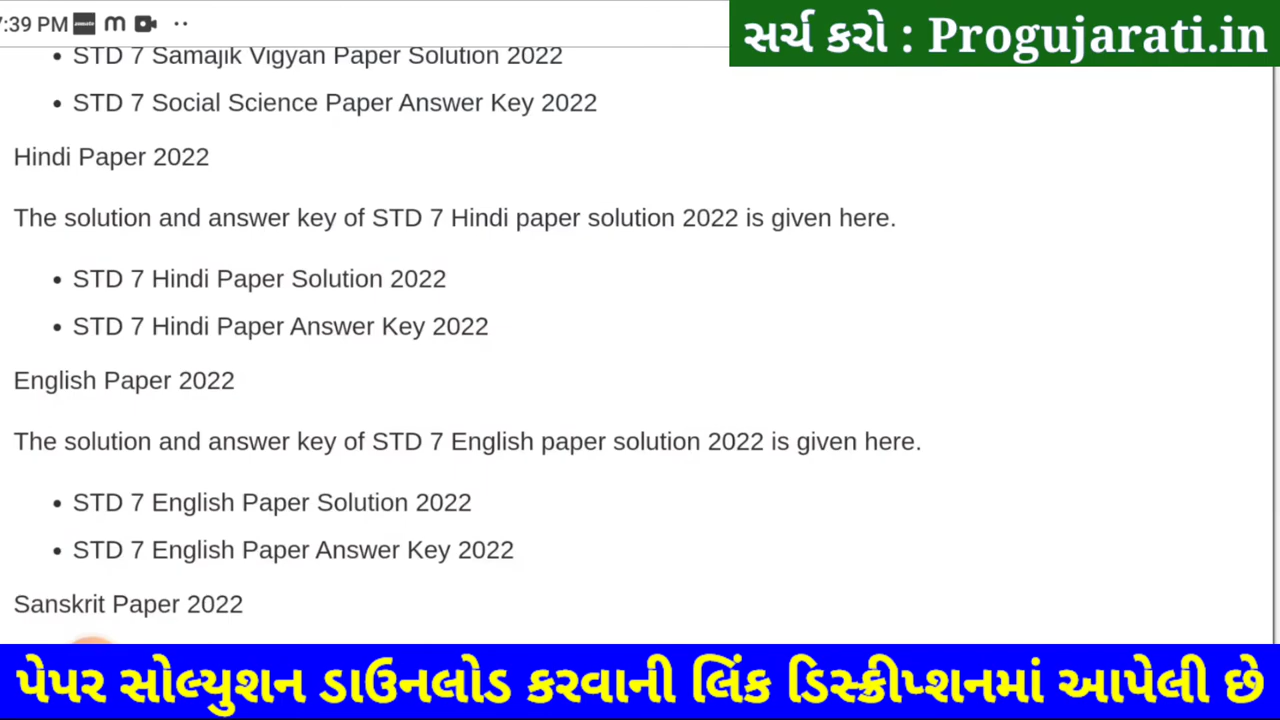 7:39 PM
સર્ચ કરો : Progujarati.in
STD 7 Samajik Vigyan Paper Solution 2022
STD 7 Social Science Paper Answer Key 2022
Hindi Paper 2022
The solution and answer key of STD 7 Hindi paper solution 2022 is given here.
STD 7 Hindi Paper Solution 2022
STD 7 Hindi Paper Answer Key 2022
English Paper 2022
The solution and answer key of STD 7 English paper solution 2022 is given here.
STD 7 English Paper Solution 2022
STD 7 English Paper Answer Key 2022
Sanskrit Paper 2022
પેપર સોલ્યુશન ડાઉનલોડ કરવાની લિંક ડિસ્ક્રીપ્શનમાં આપેલી છે